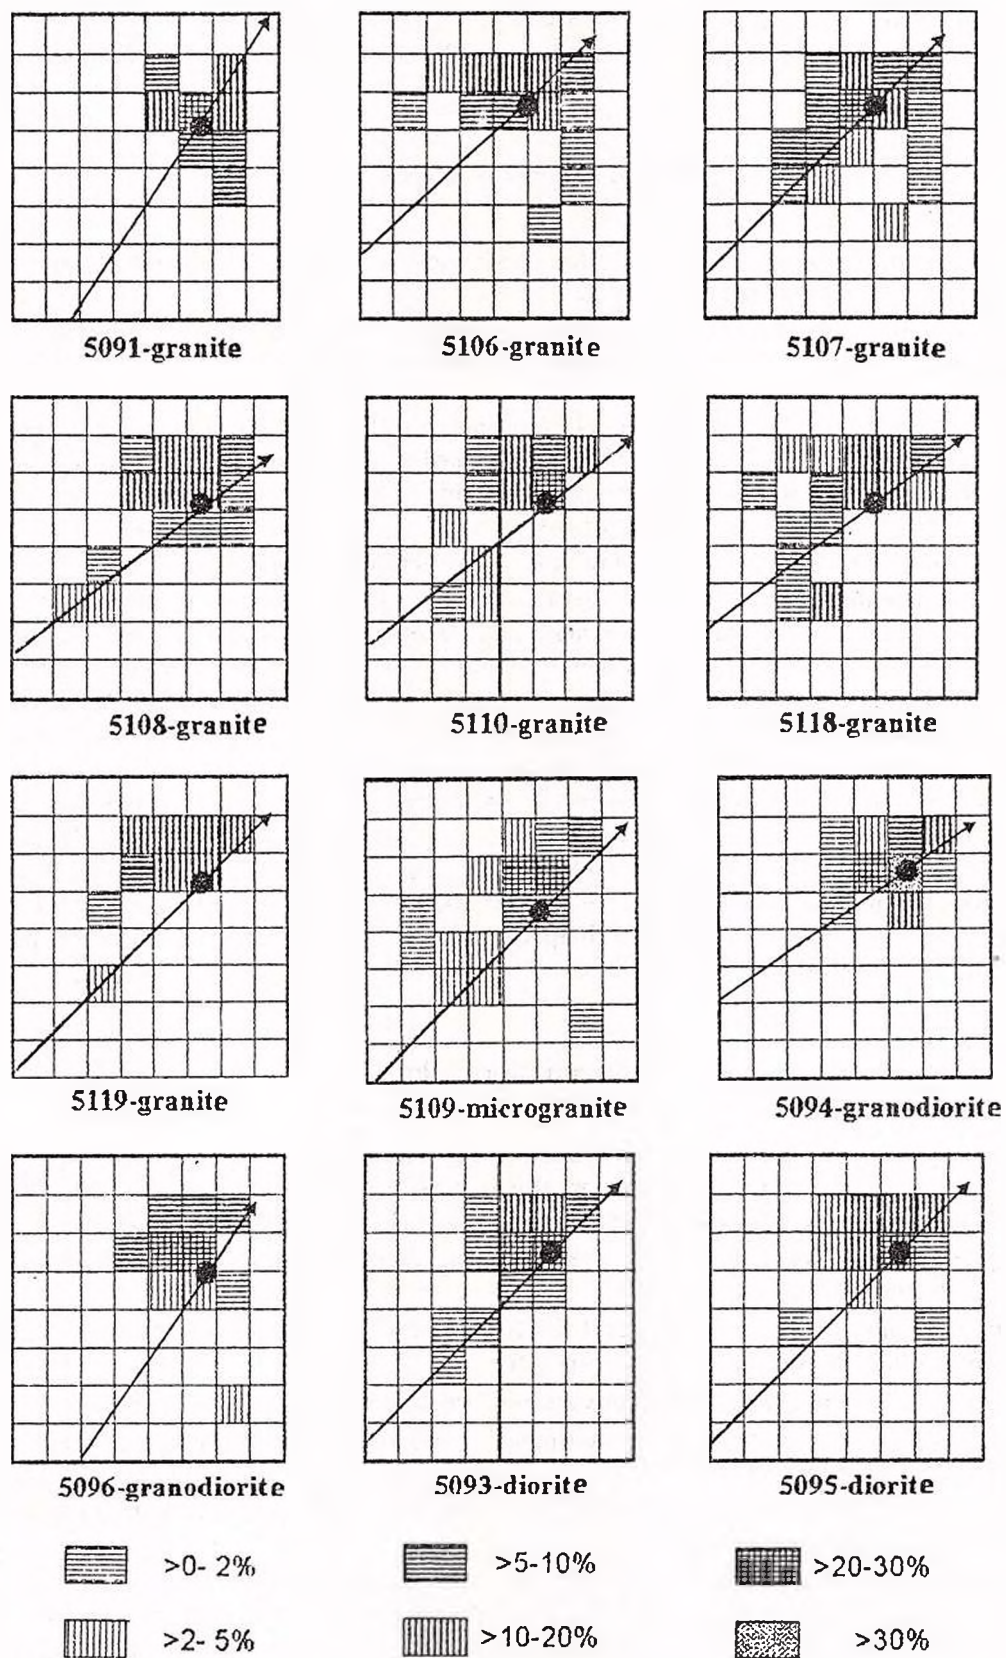 5091-granite 5106-granite 5107-granite
5108-granite 5110-granite 5118-granite
5119-granite 5109-microgranite 5094-granodiorite
5096-granodiorite 5093-diorite 5095-diorite
>0- 2% >5-10% >20-30%
>2- 5% >10-20% >30%